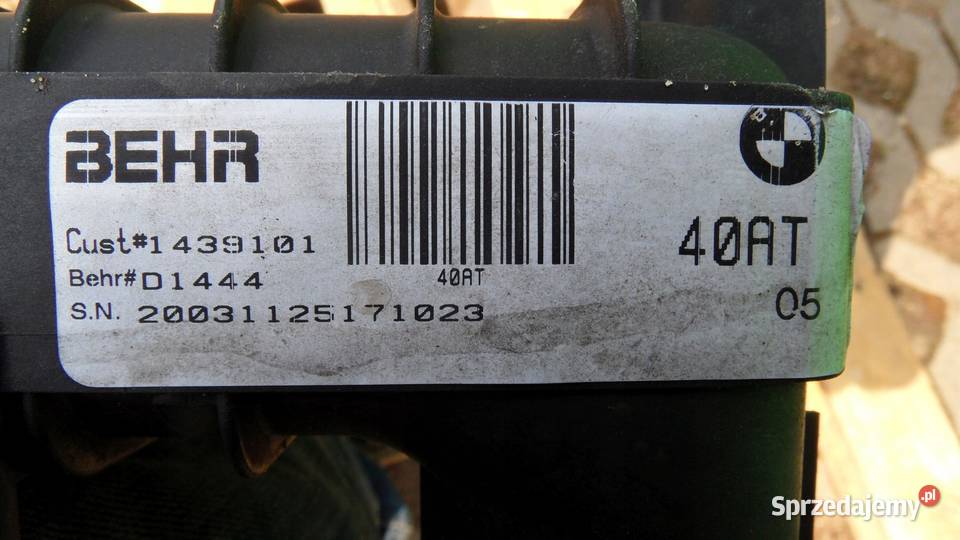 BEHR
Cust#1439101
Behr#D1444
S.N. 20031125171023
40AT
40AT
05
Sprzedajemy.pl